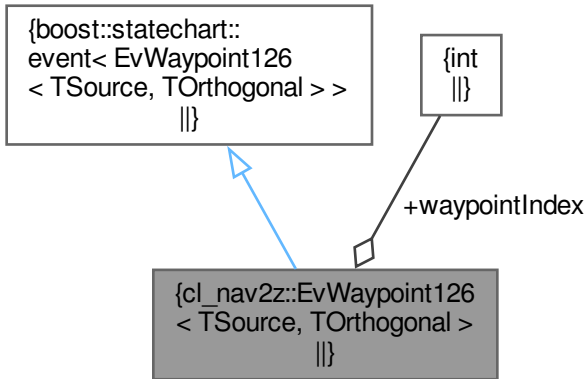 {boost::statechart::
event< EvWaypoint126
< TSource, TOrthogonal > >
||}
{int
||}
+waypointIndex
{cl_nav2z::EvWaypoint126
< TSource, TOrthogonal >
||}